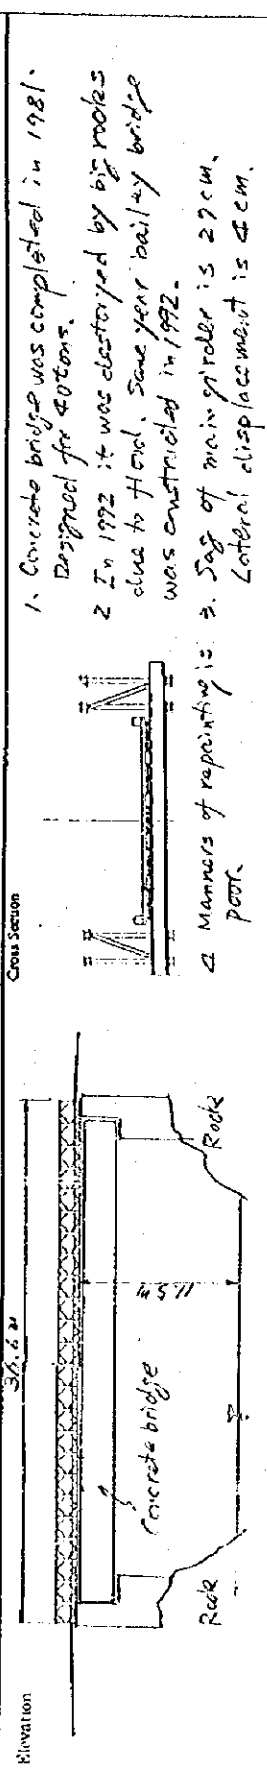 Elevation
36.6 m
11.5 m
Concrete bridge
Rock
Rock
Cross Section
1. Concrete bridge was completed in 1981.
Designed for 40 tons.
2 In 1992 it was destoryed by big rocks
due to flood. Same year bailey bridge
was constructed in 1992.
3. Sag of main girder is 27 cm.
Lateral displacement is 4 cm.
4 Manners of repainting is
poor.